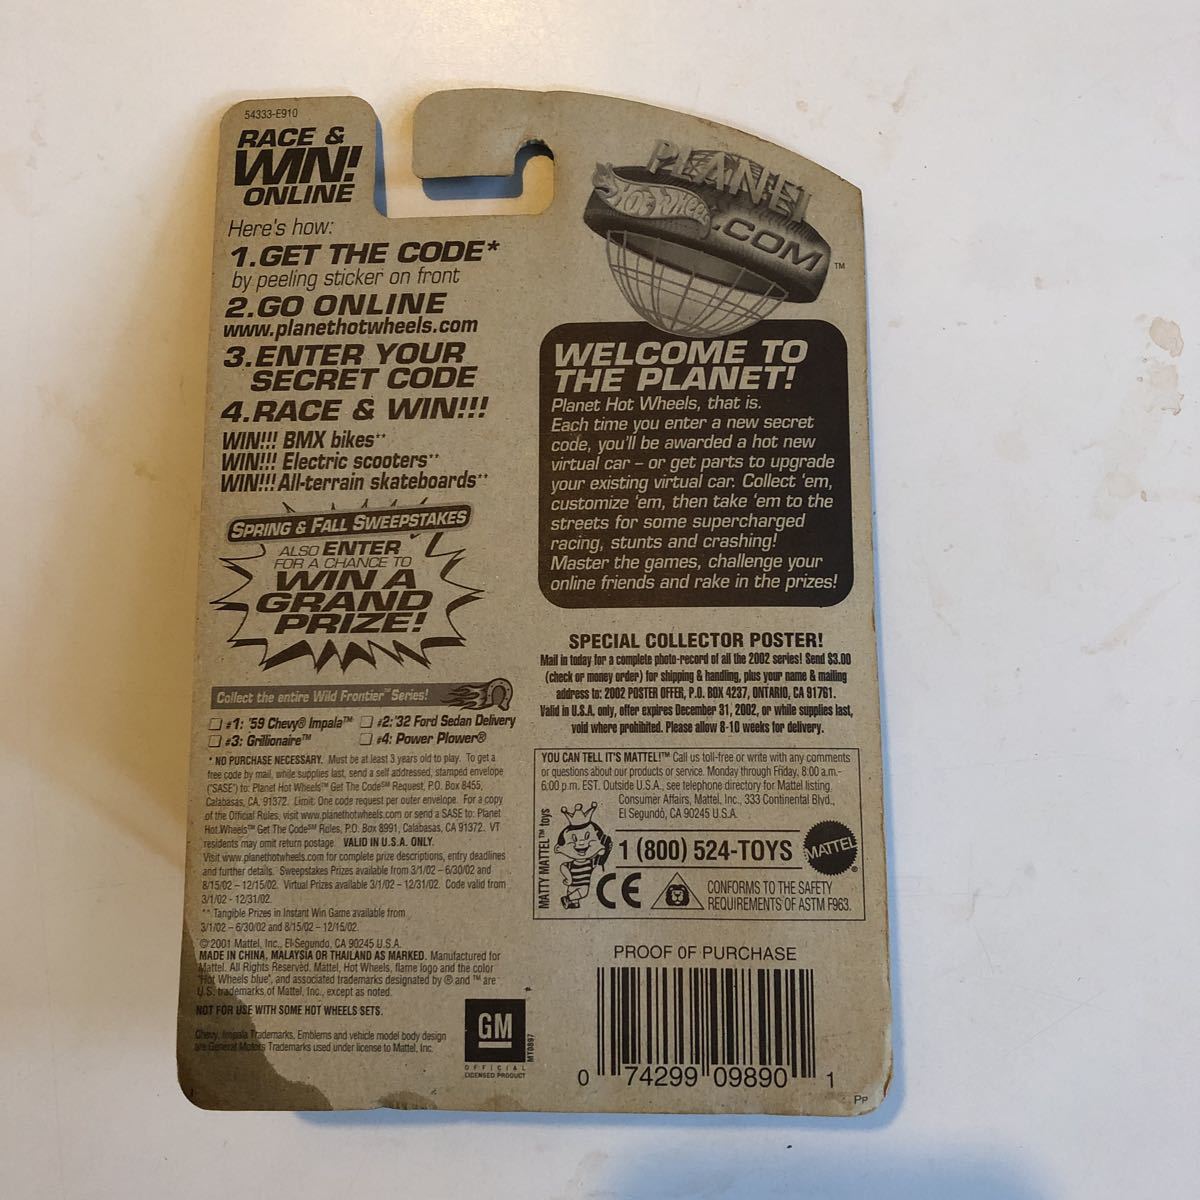 54333-E910
RACE &
WIN!
ONLINE
Here's how:
1.GET THE CODE*
by peeling sticker on front
2.GO ONLINE
www.planethotwheels.com
3.ENTER YOUR
SECRET CODE
4.RACE & WIN!!!
WIN!!! BMX bikes**
WIN!!! Electric scooters**
WIN!!! All-terrain skateboards**
SPRING & FALL SWEEPSTAKES
ALSO ENTER
FOR A CHANCE TO
WIN A
GRAND
PRIZE!
Collect the entire Wild Frontier™ Series!
#1: '59 Chevy® Impala™ #2: '32 Ford Sedan Delivery
#3: Grillionaire™ #4: Power Plower®
* NO PURCHASE NECESSARY. Must be at least 3 years old to play. To get a
free code by mail, while supplies last, send a self addressed, stamped envelope
("SASE") to: Planet Hot Wheels™ Get The Code℠ Request, P.O. Box 8455,
Calabasas, CA, 91372. Limit: One code request per outer envelope. For a copy
of the Official Rules, visit www.planethotwheels.com or send a SASE to: Planet
Hot Wheels™ Get The Code℠ Rules, P.O. Box 8991, Calabasas, CA 91372. VT
residents may omit return postage. VALID IN U.S.A. ONLY.
Visit www.planethotwheels.com for complete prize descriptions, entry deadlines
and further details. Sweepstakes Prizes available from 3/1/02 – 6/30/02 and
8/15/02 – 12/15/02. Virtual Prizes available 3/1/02 – 12/31/02. Code valid from
3/1/02 - 12/31/02.
** Tangible Prizes in Instant Win Game available from
3/1/02 – 6/30/02 and 8/15/02 – 12/15/02.
©2001 Mattel, Inc., El Segundo, CA 90245 U.S.A.
MADE IN CHINA, MALAYSIA OR THAILAND AS MARKED. Manufactured for
Mattel. All Rights Reserved. Mattel, Hot Wheels, flame logo and the color
"Hot Wheels blue", and associated trademarks designated by ® and ™ are
U.S. trademarks of Mattel, Inc., except as noted.
NOT FOR USE WITH SOME HOT WHEELS SETS.
Chevy, Impala Trademarks, Emblems and vehicle model body design
are General Motors Trademarks used under license to Mattel, Inc.
GM
OFFICIAL
LICENSED PRODUCT
MT0897
PLANET
HOT WHEELS
.COM
™
WELCOME TO
THE PLANET!
Planet Hot Wheels, that is.
Each time you enter a new secret
code, you'll be awarded a hot new
virtual car – or get parts to upgrade
your existing virtual car. Collect 'em,
customize 'em, then take 'em to the
streets for some supercharged
racing, stunts and crashing!
Master the games, challenge your
online friends and rake in the prizes!
SPECIAL COLLECTOR POSTER!
Mail in today for a complete photo-record of all the 2002 series! Send $3.00
(check or money order) for shipping & handling, plus your name & mailing
address to: 2002 POSTER OFFER, P.O. BOX 4237, ONTARIO, CA 91761.
Valid in U.S.A. only, offer expires December 31, 2002, or while supplies last,
void where prohibited. Please allow 8-10 weeks for delivery.
YOU CAN TELL IT'S MATTEL!™ Call us toll-free or write with any comments
or questions about our products or service. Monday through Friday, 8:00 a.m.-
6:00 p.m. EST. Outside U.S.A., see telephone directory for Mattel listing.
Consumer Affairs, Mattel, Inc., 333 Continental Blvd.,
El Segundo, CA 90245 U.S.A.
MATTY MATTEL™ toys
1 (800) 524-TOYS
MATTEL®
CE
CONFORMS TO THE SAFETY
REQUIREMENTS OF ASTM F963.
PROOF OF PURCHASE
0 74299 09890 1
PP